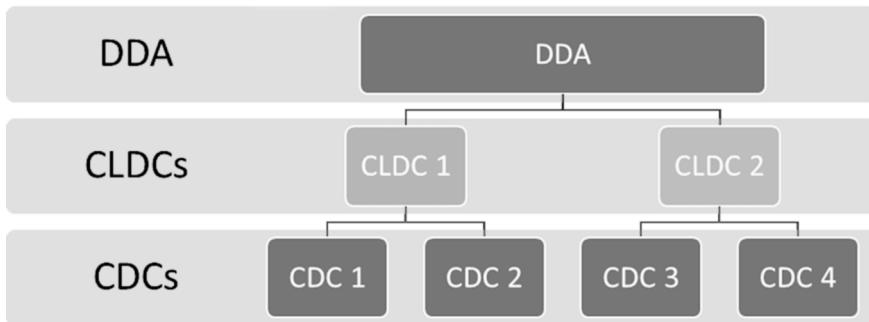 DDA
DDA
CLDCs
CLDC 1
CLDC 2
CDCs
CDC 1
CDC 2
CDC 3
CDC 4